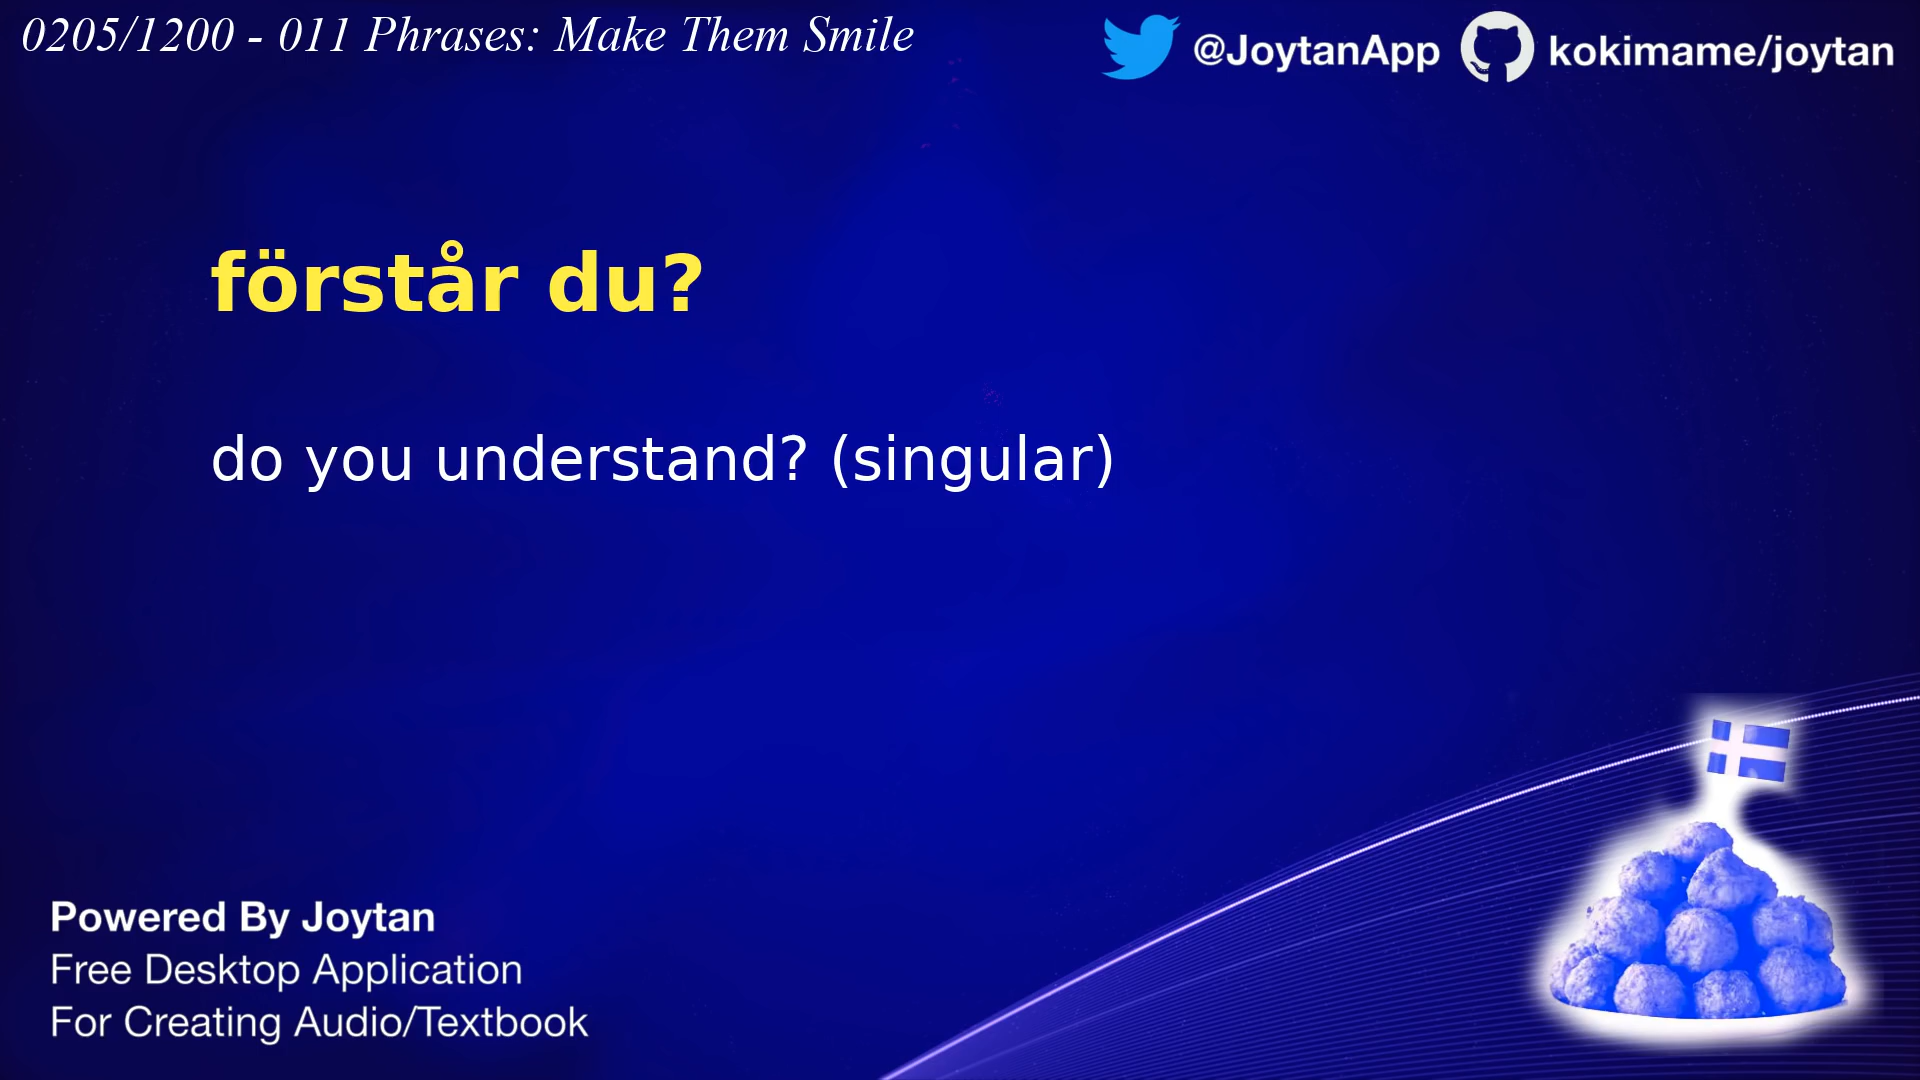 0205/1200 - 011 Phrases: Make Them Smile
@JoytanApp kokimame/joytan
förstår du?
do you understand? (singular)
Powered By Joytan
Free Desktop Application
For Creating Audio/Textbook